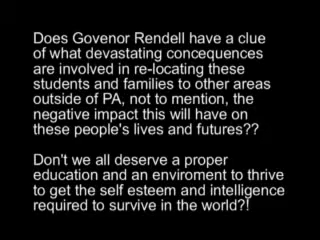 Does Govenor Rendell have a clue
of what devastating concequences
are involved in re-locating these
students and families to other areas
outside of PA, not to mention, the
negative impact this will have on
these people's lives and futures??
Don't we all deserve a proper
education and an enviroment to thrive
to get the self esteem and intelligence
required to survive in the world?!